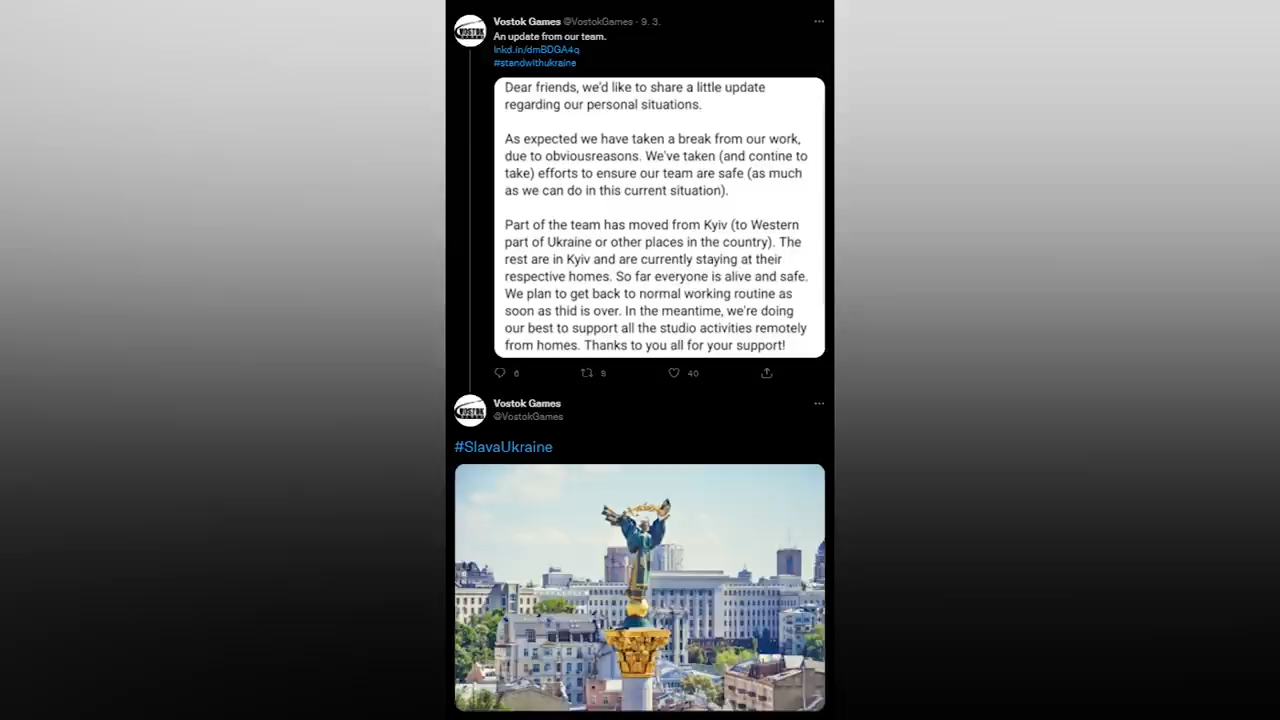 Vostok Games @VostokGames · 9. 3.
An update from our team.
lnkd.in/dmBDGA4q
#standwithukraine
Dear friends, we'd like to share a little update
regarding our personal situations.
As expected we have taken a break from our work,
due to obviousreasons. We've taken (and contine to
take) efforts to ensure our team are safe (as much
as we can do in this current situation).
Part of the team has moved from Kyiv (to Western
part of Ukraine or other places in the country). The
rest are in Kyiv and are currently staying at their
respective homes. So far everyone is alive and safe.
We plan to get back to normal working routine as
soon as thid is over. In the meantime, we're doing
our best to support all the studio activities remotely
from homes. Thanks to you all for your support!
6 9 40
VOSTOK
Vostok Games
@VostokGames
#SlavaUkraine